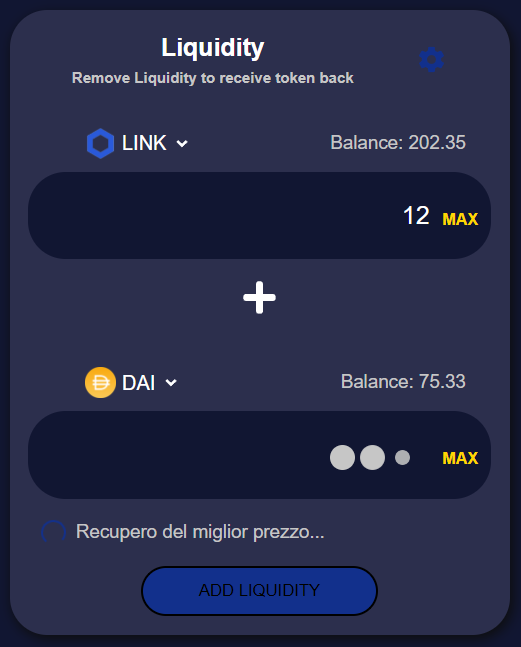 Liquidity
Remove Liquidity to receive token back
LINK Balance: 202.35
12 MAX
DAI Balance: 75.33
MAX
Recupero del miglior prezzo...
ADD LIQUIDITY